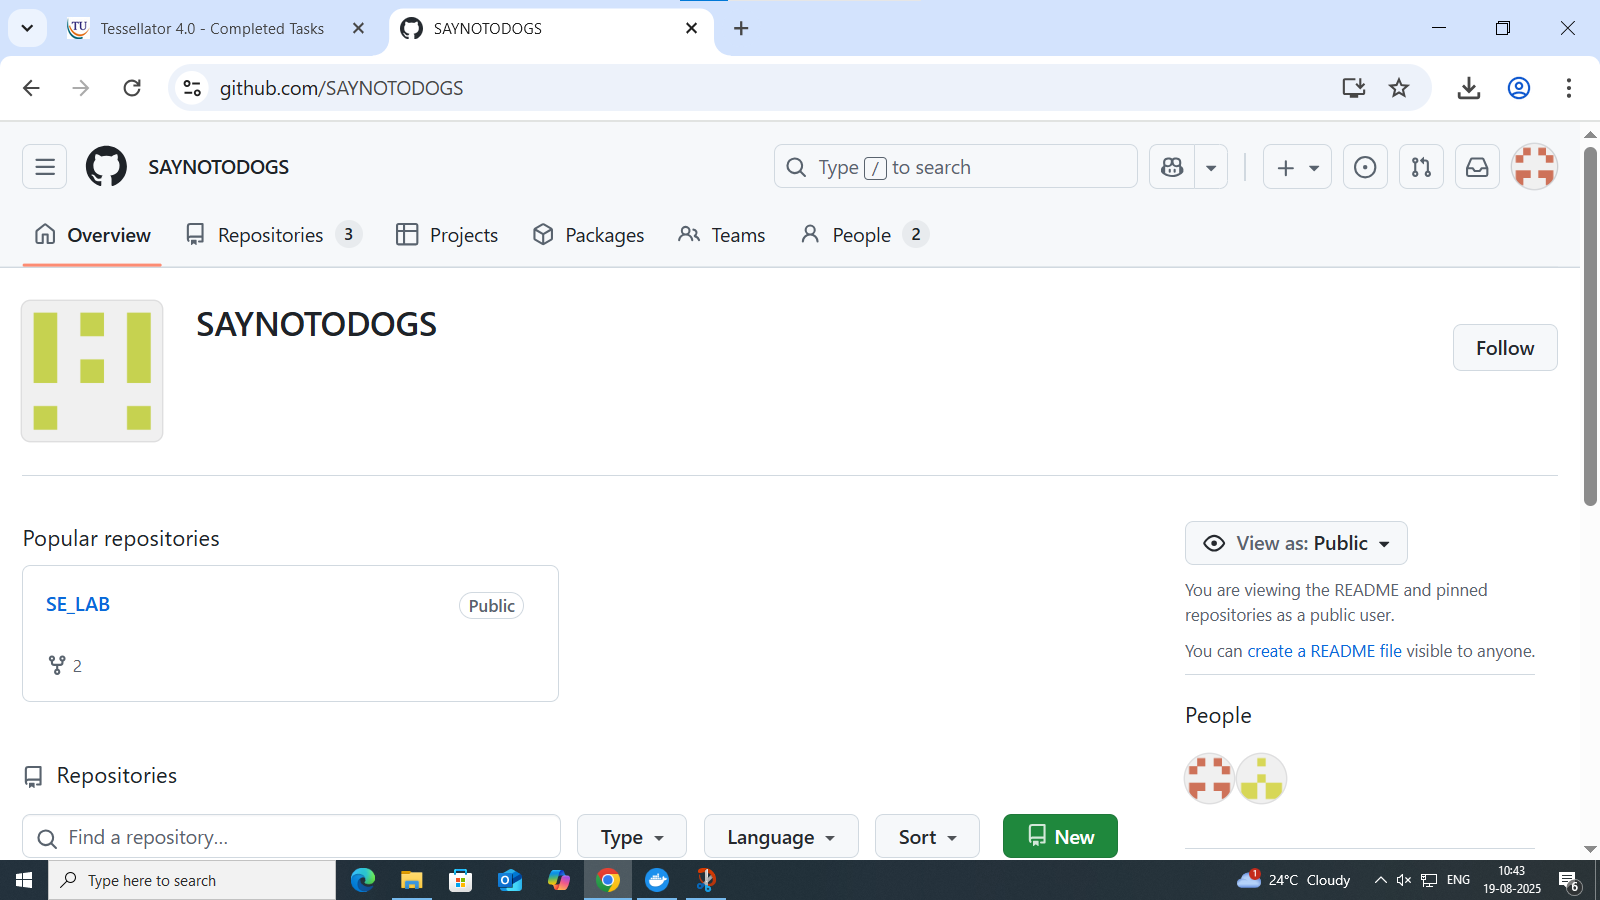 TU Tessellator 4.0 - Completed Tasks
SAYNOTODOGS
github.com/SAYNOTODOGS
SAYNOTODOGS
Type / to search
Overview
Repositories 3
Projects
Packages
Teams
People 2
SAYNOTODOGS
Follow
Popular repositories
SE_LAB
Public
2
View as: Public
You are viewing the README and pinned
repositories as a public user.
You can create a README file visible to anyone.
People
Repositories
Find a repository...
Type
Language
Sort
New
Type here to search
1
24°C Cloudy
ENG
10:43
19-08-2025
6